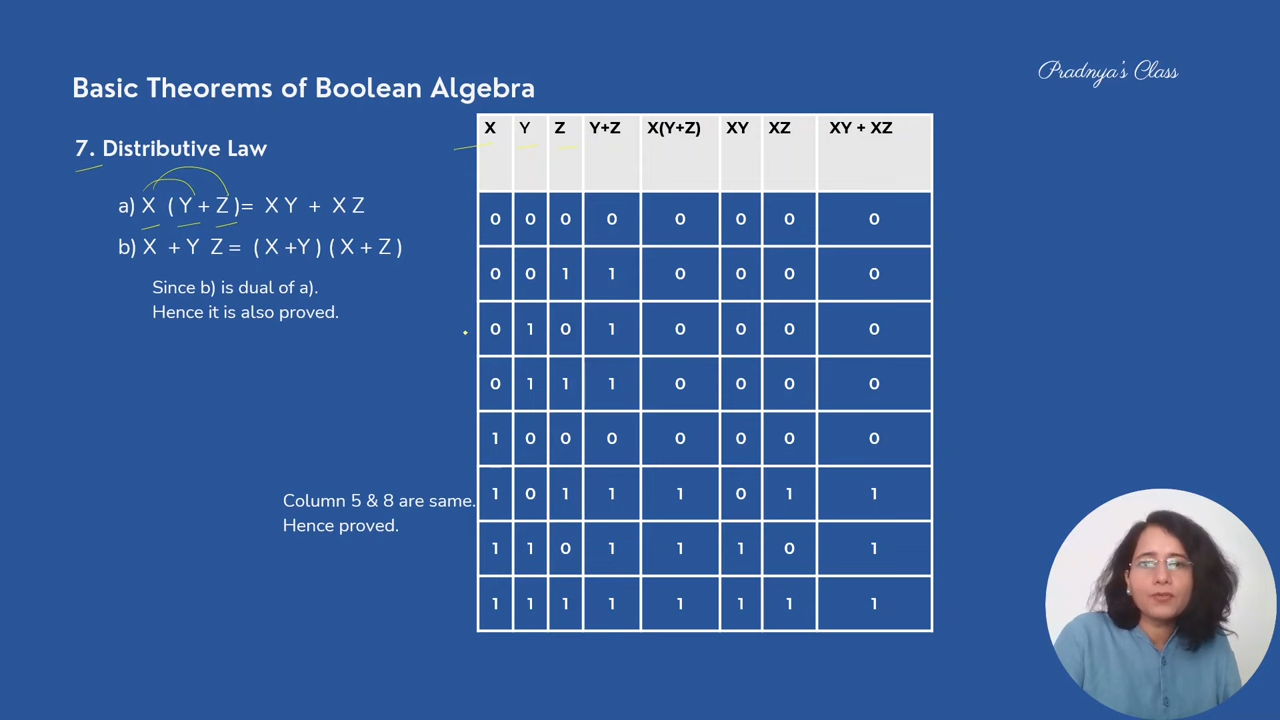 Pradnya's Class
Basic Theorems of Boolean Algebra
7. Distributive Law
a) X ( Y + Z )= X Y + X Z
b) X + Y Z = ( X +Y ) ( X + Z )
Since b) is dual of a).
Hence it is also proved.
Column 5 & 8 are same.
Hence proved.
X Y Z Y+Z X(Y+Z) XY XZ XY + XZ
0 0 0 0 0 0 0 0
0 0 1 1 0 0 0 0
0 1 0 1 0 0 0 0
0 1 1 1 0 0 0 0
1 0 0 0 0 0 0 0
1 0 1 1 1 0 1 1
1 1 0 1 1 1 0 1
1 1 1 1 1 1 1 1